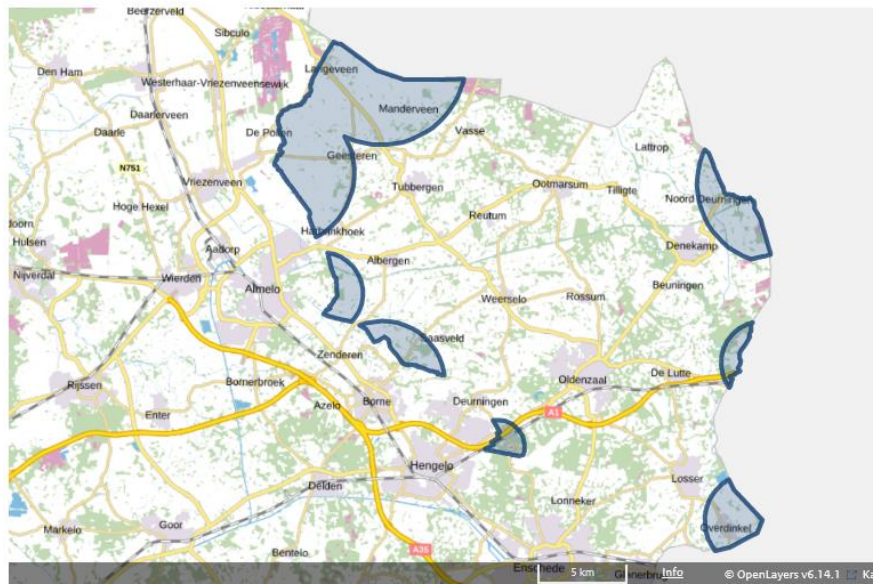 Beerzerveld
Sibculo
Langeveen
Den Ham
Westerhaar-Vriezenveensewijk
Daarlerveen
Manderveen
Daarle
De Pollen
Vasse
Lattrop
Geesteren
N751
Vriezenveen
Tubbergen
Ootmarsum
Tilligte
Noord Deurningen
Hoge Hexel
Reutum
Hulsen
Aadorp
Denekamp
Albergen
Nijverdal
Wierden
Almelo
Weerselo
Rossum
Beuningen
Saasveld
Zenderen
Rijssen
Bornerbroek
Oldenzaal
De Lutte
Enter
Azelo
Borne
Deurningen
A1
Hengelo
Delden
Losser
Lonneker
Markelo
Goor
Overdinkel
A35
Bentelo
Enschede
5 km
Info
© OpenLayers v6.14.1
Ka